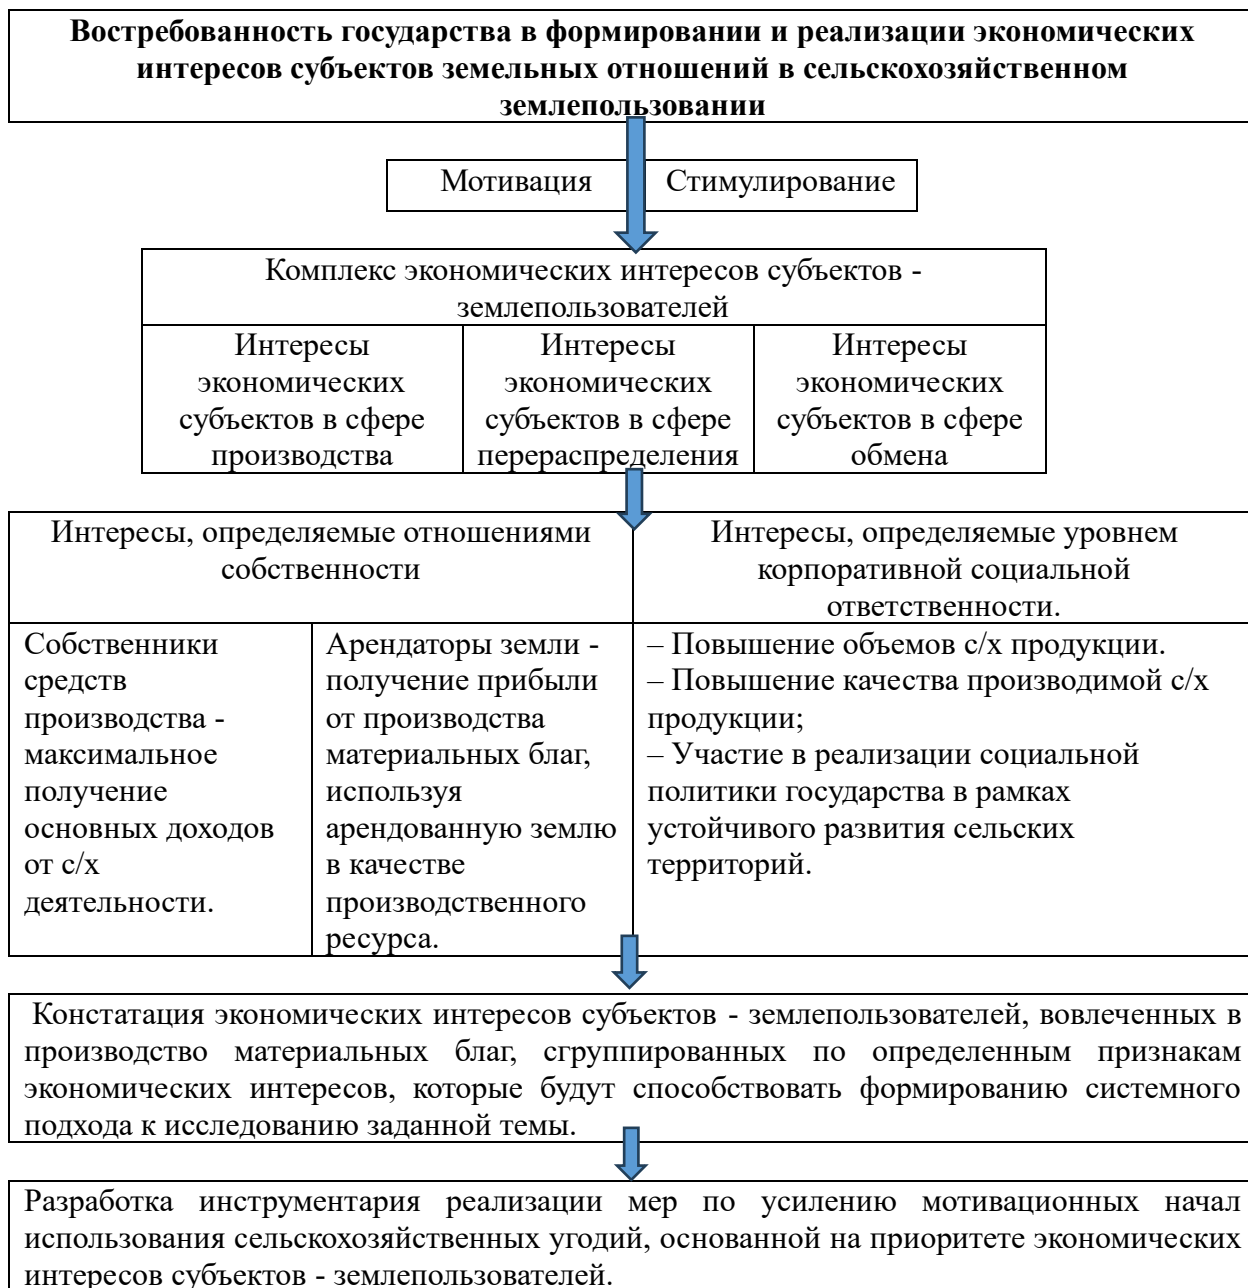 Востребованность государства в формировании и реализации экономических
интересов субъектов земельных отношений в сельскохозяйственном
землепользовании
Мотивация
Стимулирование
Комплекс экономических интересов субъектов -
землепользователей
Интересы
экономических
субъектов в сфере
производства
Интересы
экономических
субъектов в сфере
перераспределения
Интересы
экономических
субъектов в сфере
обмена
Интересы, определяемые отношениями
собственности
Интересы, определяемые уровнем
корпоративной социальной
ответственности.
Собственники
средств
производства -
максимальное
получение
основных доходов
от с/х
деятельности.
Арендаторы земли -
получение прибыли
от производства
материальных благ,
используя
арендованную землю
в качестве
производственного
ресурса.
– Повышение объемов с/х продукции.
– Повышение качества производимой с/х
продукции;
– Участие в реализации социальной
политики государства в рамках
устойчивого развития сельских
территорий.
Констатация экономических интересов субъектов - землепользователей, вовлеченных в
производство материальных благ, сгруппированных по определенным признакам
экономических интересов, которые будут способствовать формированию системного
подхода к исследованию заданной темы.
Разработка инструментария реализации мер по усилению мотивационных начал
использования сельскохозяйственных угодий, основанной на приоритете экономических
интересов субъектов - землепользователей.